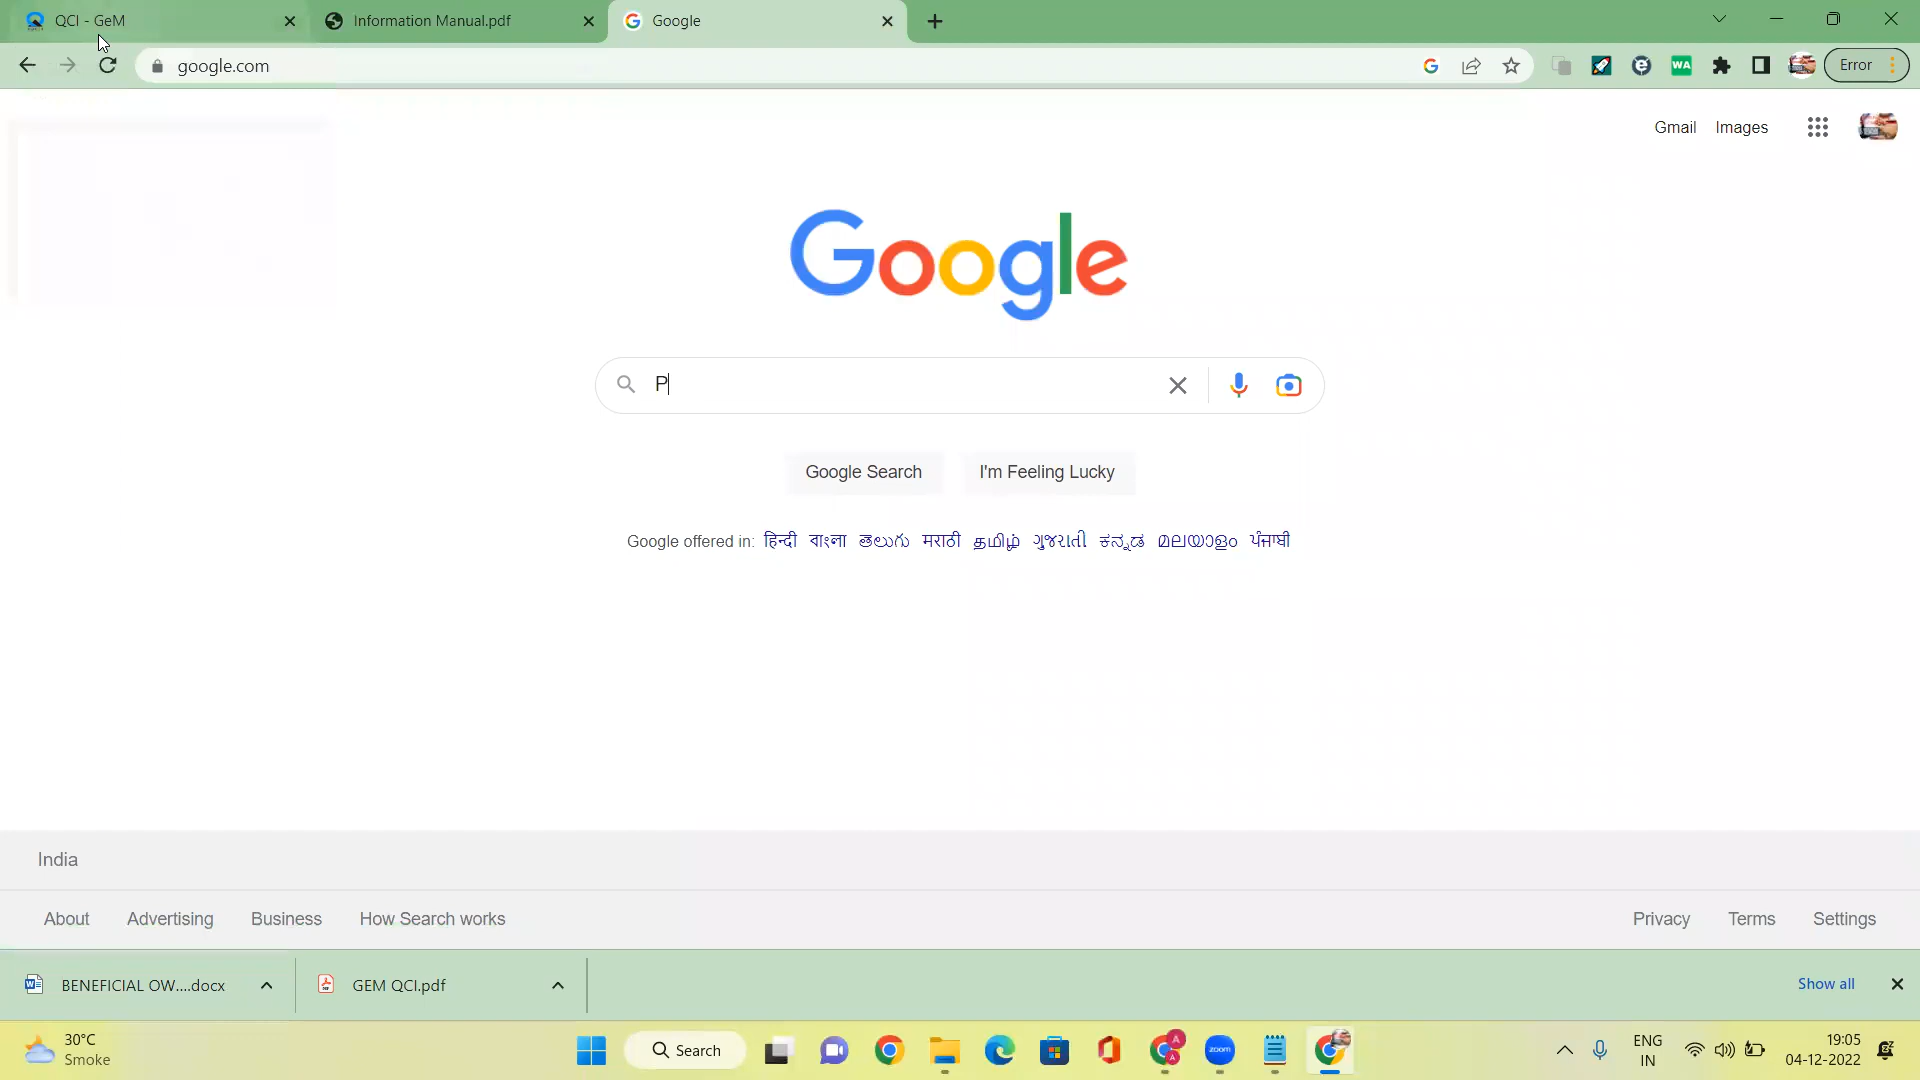 QCI - GeM
Information Manual.pdf
Google
google.com
WA
Error
Gmail Images
Google
P
Google Search I'm Feeling Lucky
Google offered in: हिन्दी বাংলা తెలుగు मराठी தமிழ் ગુજરાતી ಕನ್ನಡ മലയാളം ਪੰਜਾਬੀ
India
About Advertising Business How Search works Privacy Terms Settings
BENEFICIAL OW....docx GEM QCI.pdf Show all
30°C
Smoke
Search
A
A
zoom
ENG
IN
19:05
04-12-2022